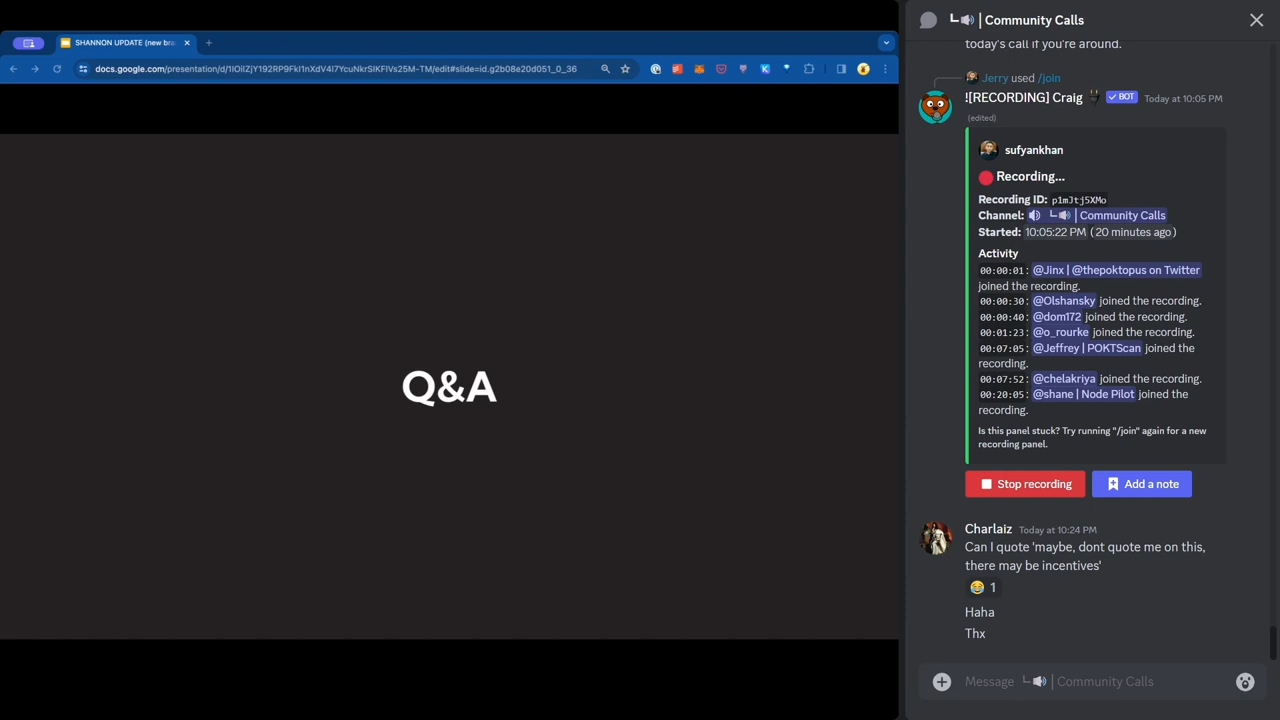 SHANNON UPDATE (new bra
docs.google.com/presentation/d/1IOiIZjY192RP9FkI1nXdV4I7YcuNkrSIKFIVs25M-TM/edit#slide=id.g2b08e20d051_0_36
Q&A
Community Calls
today's call if you're around.
Jerry used /join
![RECORDING] Craig BOT Today at 10:05 PM
(edited)
sufyankhan
Recording...
Recording ID: p1mJtj5XMo
Channel: Community Calls
Started: 10:05:22 PM (20 minutes ago)
Activity
00:00:01: @Jinx | @thepoktopus on Twitter
joined the recording.
00:00:30: @Olshansky joined the recording.
00:00:40: @dom172 joined the recording.
00:01:23: @o_rourke joined the recording.
00:07:05: @Jeffrey | POKTScan joined the
recording.
00:07:52: @chelakriya joined the recording.
00:20:05: @shane | Node Pilot joined the
recording.
Is this panel stuck? Try running "/join" again for a new
recording panel.
Stop recording
Add a note
Charlaiz Today at 10:24 PM
Can I quote 'maybe, dont quote me on this,
there may be incentives'
1
Haha
Thx
Message Community Calls